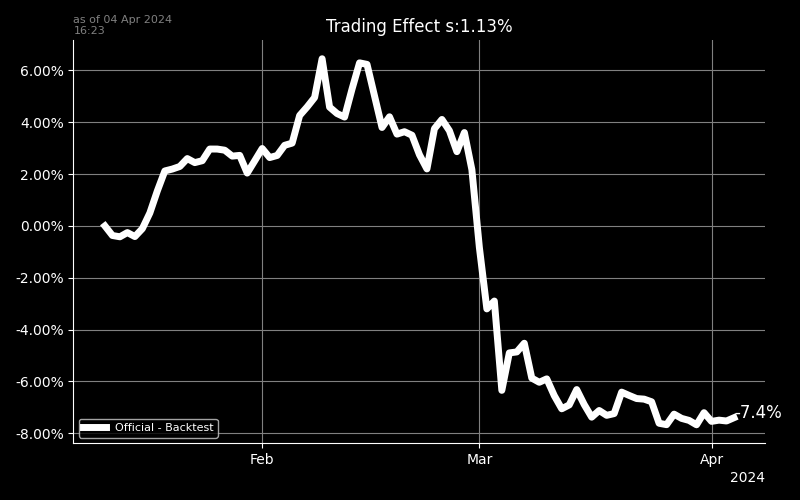 as of 04 Apr 2024
16:23
Trading Effect s:1.13%
6.00%
4.00%
2.00%
0.00%
-2.00%
-4.00%
-6.00%
-8.00%
-7.4%
Official - Backtest
Feb
Mar
Apr
2024